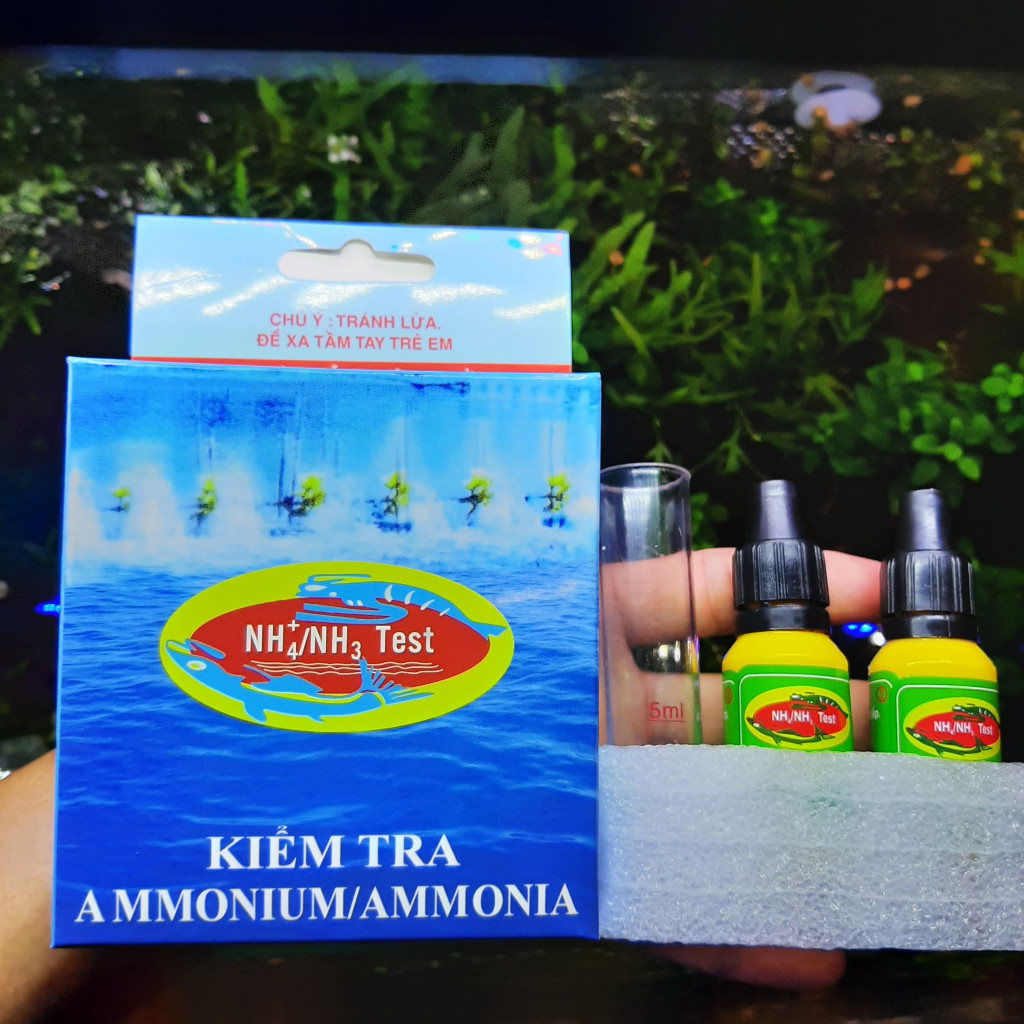 CHÚ Ý : TRÁNH LỬA.
ĐỂ XA TẦM TAY TRẺ EM
NH₄⁺/NH₃ Test
KIỂM TRA
AMMONIUM/AMMONIA
5ml
NH₄/NH₃ Test
NH₄/NH₃ Test